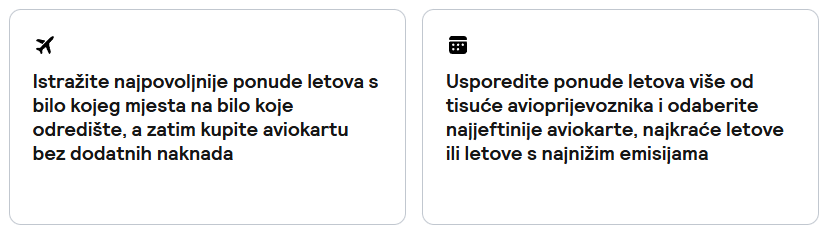 Istražite najpovoljnije ponude letova s
bilo kojeg mjesta na bilo koje
odredište, a zatim kupite aviokartu
bez dodatnih naknada
Usporedite ponude letova više od
tisuće avioprijevoznika i odaberite
najjeftinije aviokarte, najkraće letove
ili letove s najnižim emisijama